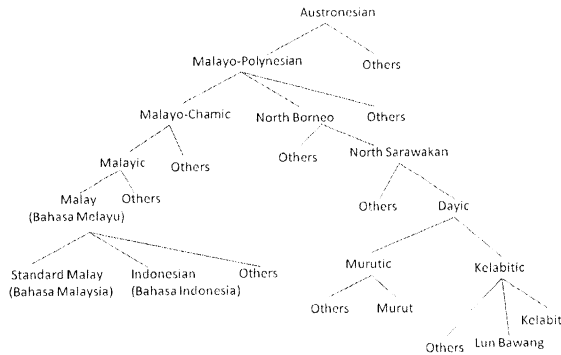 Austronesian
Malayo-Polynesian
Others
Malayo-Chamic
North Borneo
Others
Malayic
Others
Others
North Sarawakan
Malay
(Bahasa Melayu)
Others
Others
Dayic
Standard Malay
(Bahasa Malaysia)
Indonesian
(Bahasa Indonesia)
Others
Murutic
Kelabitic
Others
Murut
Others
Lun Bawang
Kelabit